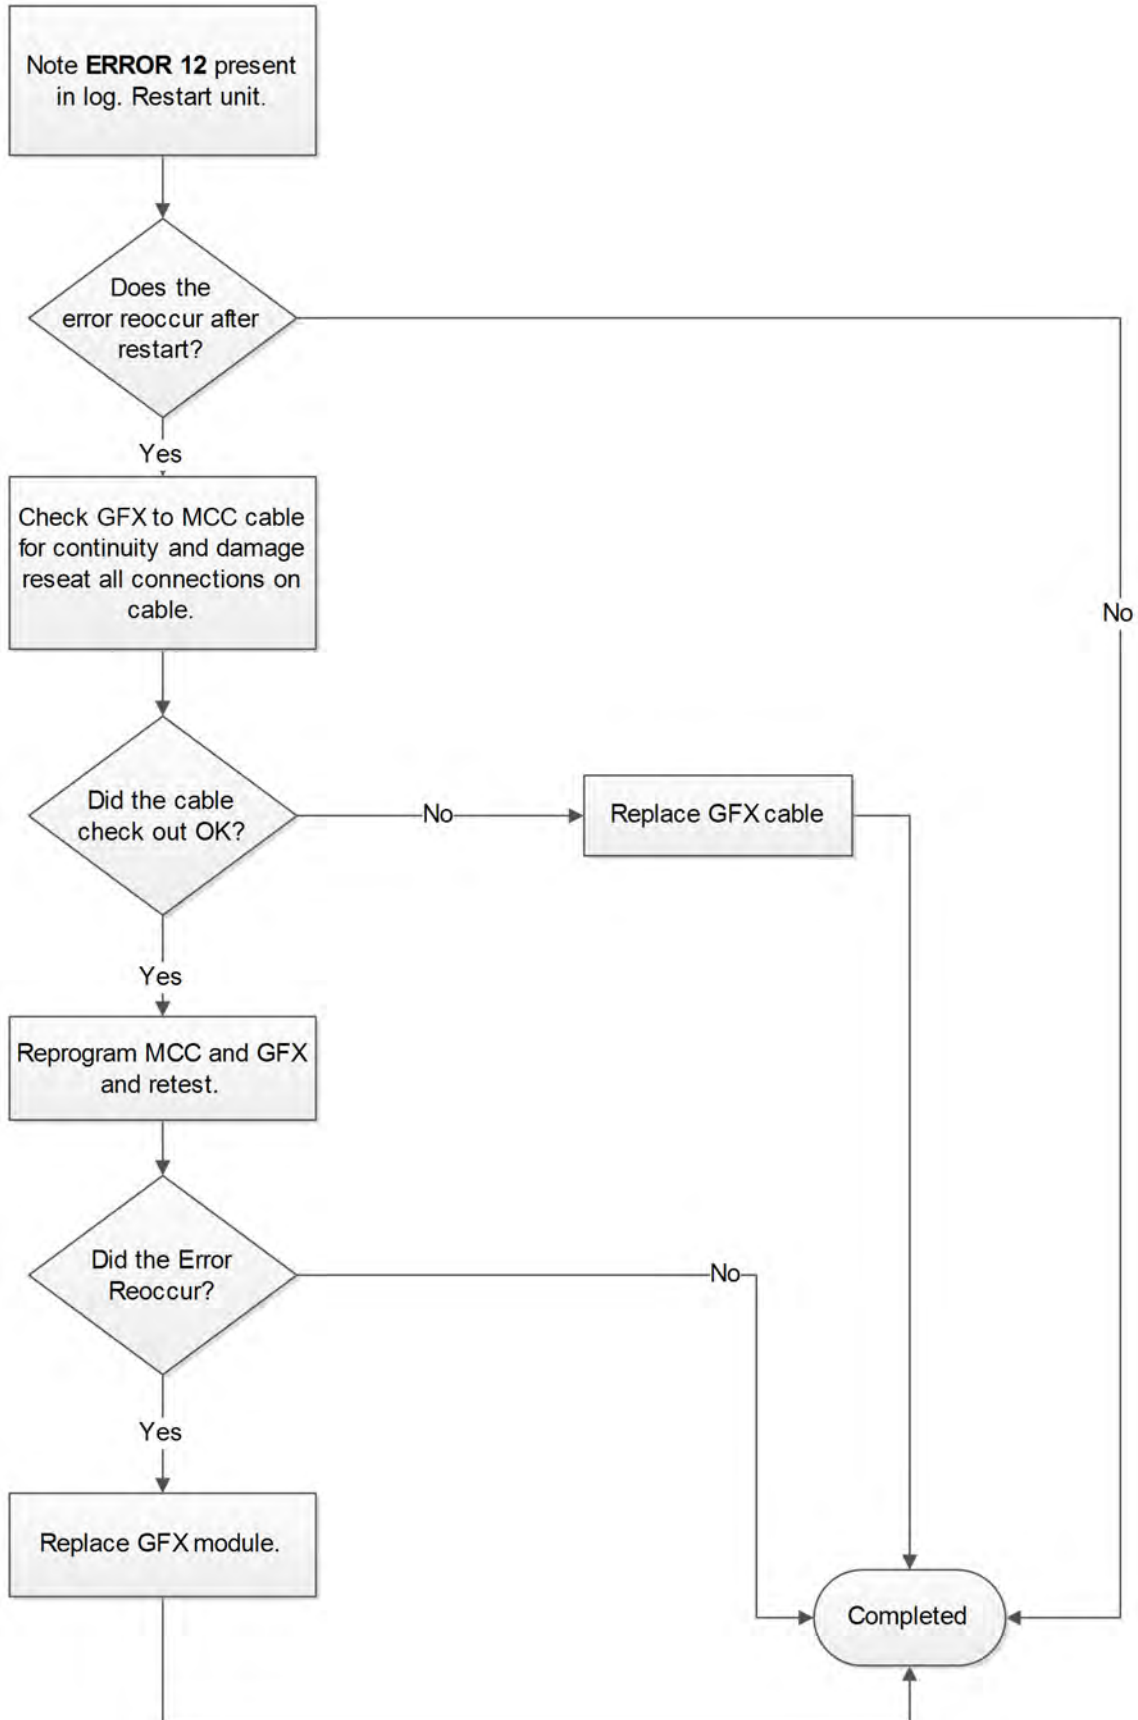 Note ERROR 12 present
in log. Restart unit.
Does the
error reoccur after
restart?
Yes
No
Check GFX to MCC cable
for continuity and damage
reseat all connections on
cable.
Did the cable
check out OK?
No
Replace GFX cable
Yes
Reprogram MCC and GFX
and retest.
Did the Error
Reoccur?
No
Yes
Replace GFX module.
Completed